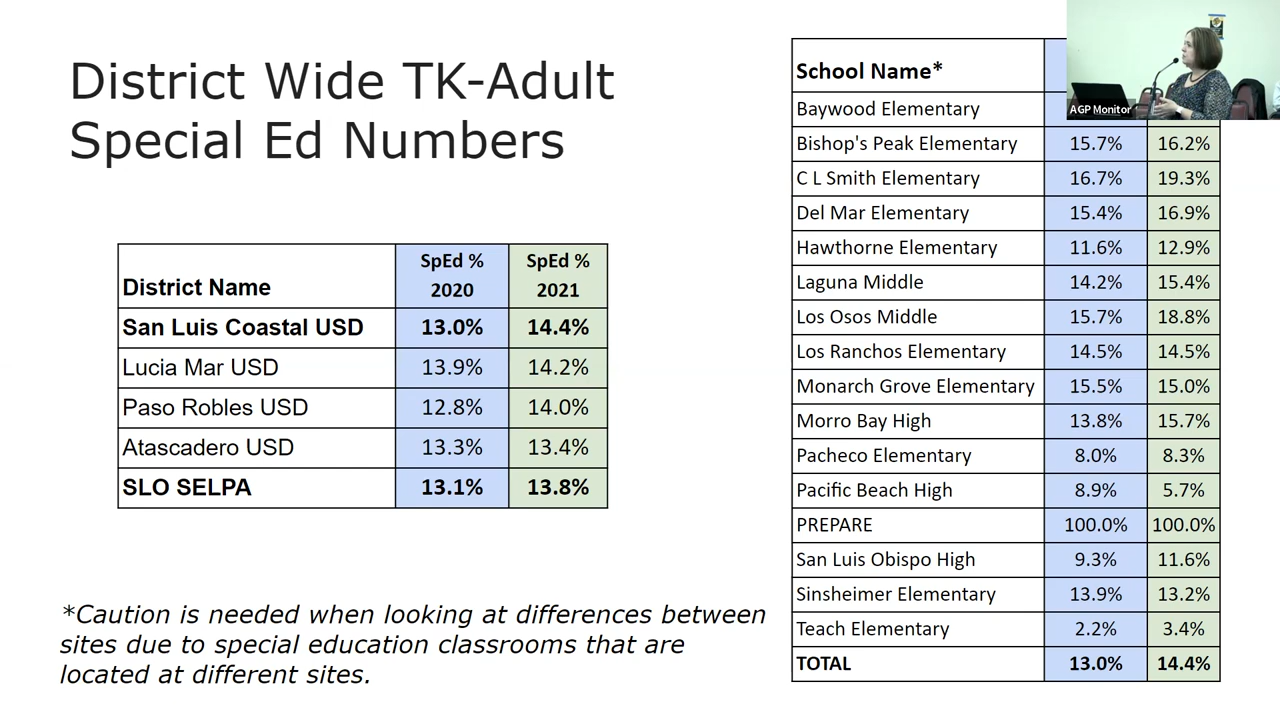 District Wide TK-Adult
Special Ed Numbers
District Name SpEd % 2020 SpEd % 2021
San Luis Coastal USD 13.0% 14.4%
Lucia Mar USD 13.9% 14.2%
Paso Robles USD 12.8% 14.0%
Atascadero USD 13.3% 13.4%
SLO SELPA 13.1% 13.8%
*Caution is needed when looking at differences between
sites due to special education classrooms that are
located at different sites.
School Name*
Baywood Elementary
Bishop's Peak Elementary 15.7% 16.2%
C L Smith Elementary 16.7% 19.3%
Del Mar Elementary 15.4% 16.9%
Hawthorne Elementary 11.6% 12.9%
Laguna Middle 14.2% 15.4%
Los Osos Middle 15.7% 18.8%
Los Ranchos Elementary 14.5% 14.5%
Monarch Grove Elementary 15.5% 15.0%
Morro Bay High 13.8% 15.7%
Pacheco Elementary 8.0% 8.3%
Pacific Beach High 8.9% 5.7%
PREPARE 100.0% 100.0%
San Luis Obispo High 9.3% 11.6%
Sinsheimer Elementary 13.9% 13.2%
Teach Elementary 2.2% 3.4%
TOTAL 13.0% 14.4%
AGP Monitor